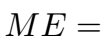 ME =